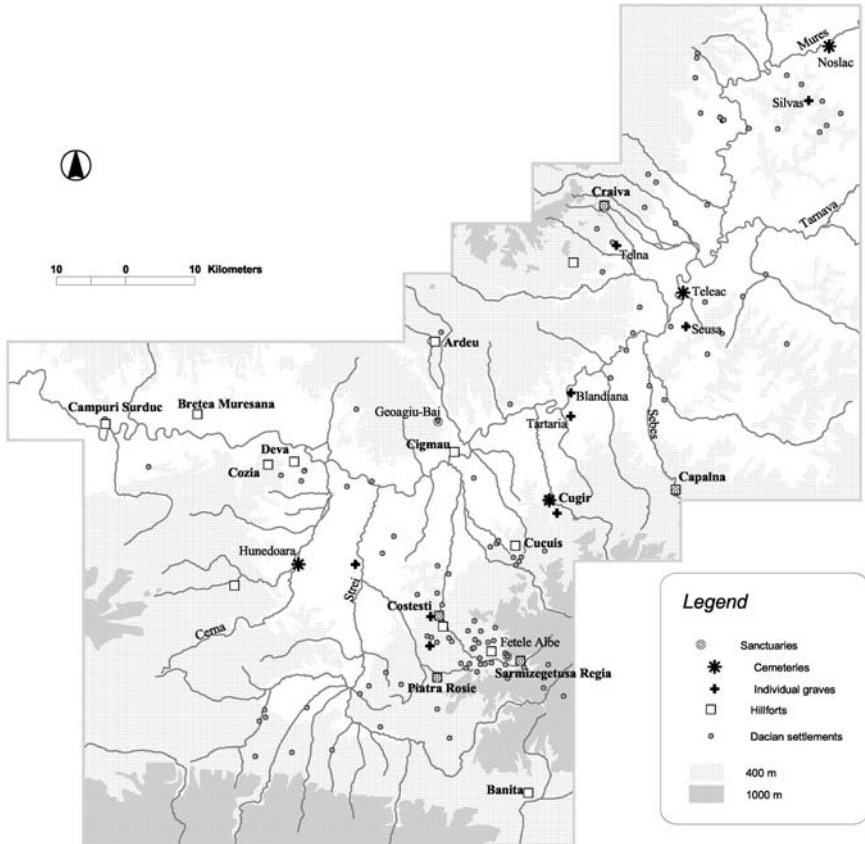 Mures
Noslac
Silvas
Craiva
Tarnava
Telna
10 0 10 Kilometers
Teleac
Seusa
Ardeu
Campuri Surduc
Bretea Muresana
Geoagiu-Bai
Blandiana
Tartaria
Sebes
Deva
Cigmau
Cozia
Capalna
Cugir
Hunedoara
Cucuis
Strei
Costesti
Cerna
Fetele Albe
Sarmizegetusa Regia
Piatra Rosie
Banita
Legend
Sanctuaries
Cemeteries
Individual graves
Hillforts
Dacian settlements
400 m
1000 m